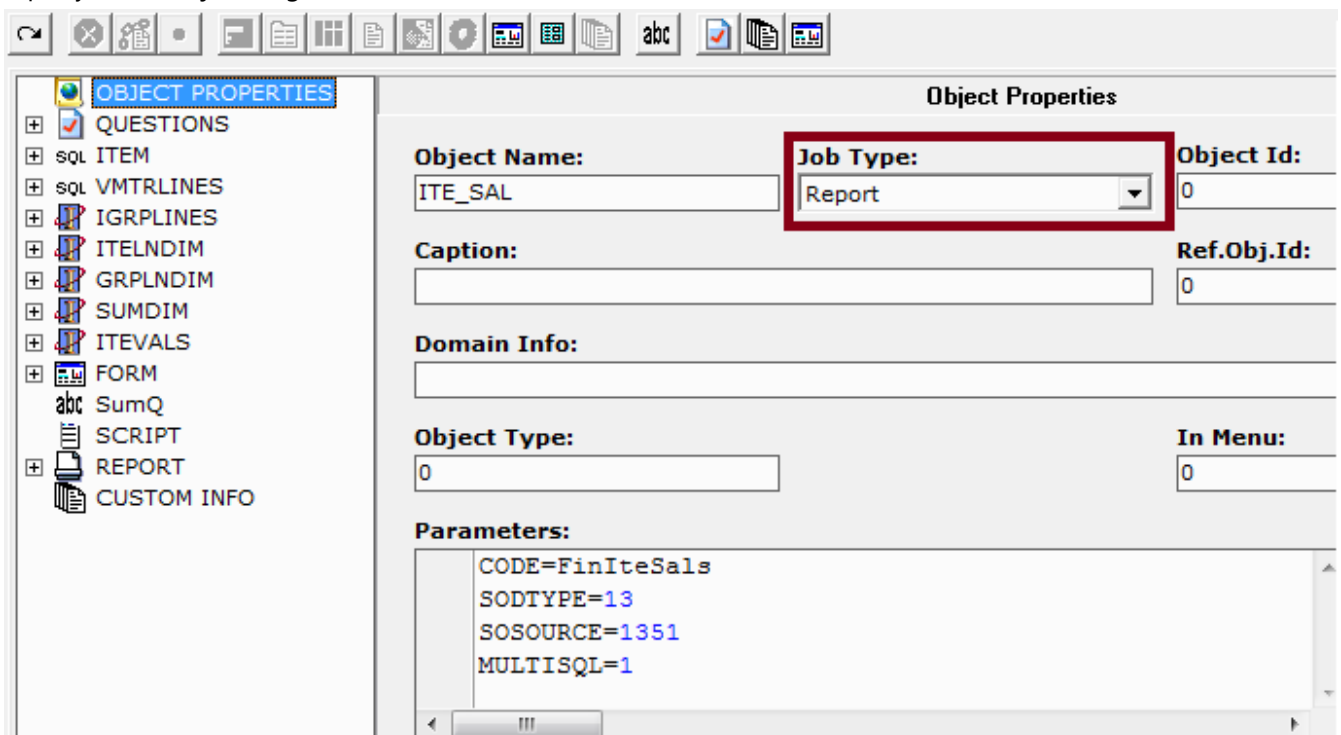 abc
OBJECT PROPERTIES
QUESTIONS
SQL ITEM
SQL VMTRLINES
IGRPLINES
ITELNDIM
GRPLNDIM
SUMDIM
ITEVALS
FORM
abc SumQ
SCRIPT
REPORT
CUSTOM INFO
Object Properties
Object Name: Job Type: Object Id:
ITE_SAL Report 0
Caption: Ref.Obj.Id:
0
Domain Info:
Object Type: In Menu:
0 0
Parameters:
CODE=FinIteSals
SODTYPE=13
SOSOURCE=1351
MULTISQL=1